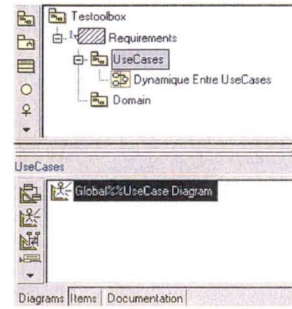 Testoolbox
Requirements
UseCases
Dynamique Entre UseCases
Domain
UseCases
Global%%UseCase Diagram
Diagrams Items Documentation